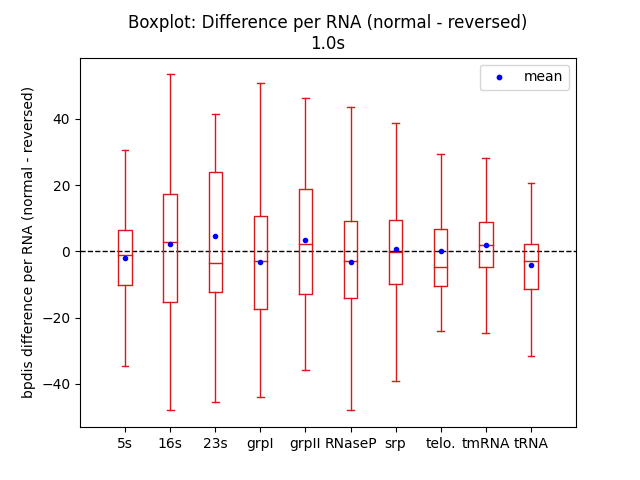 Boxplot: Difference per RNA (normal - reversed)
1.0s
mean
bpdis difference per RNA (normal - reversed)
40
20
0
−20
−40
5s 16s 23s grpI grpII RNaseP srp telo. tmRNA tRNA